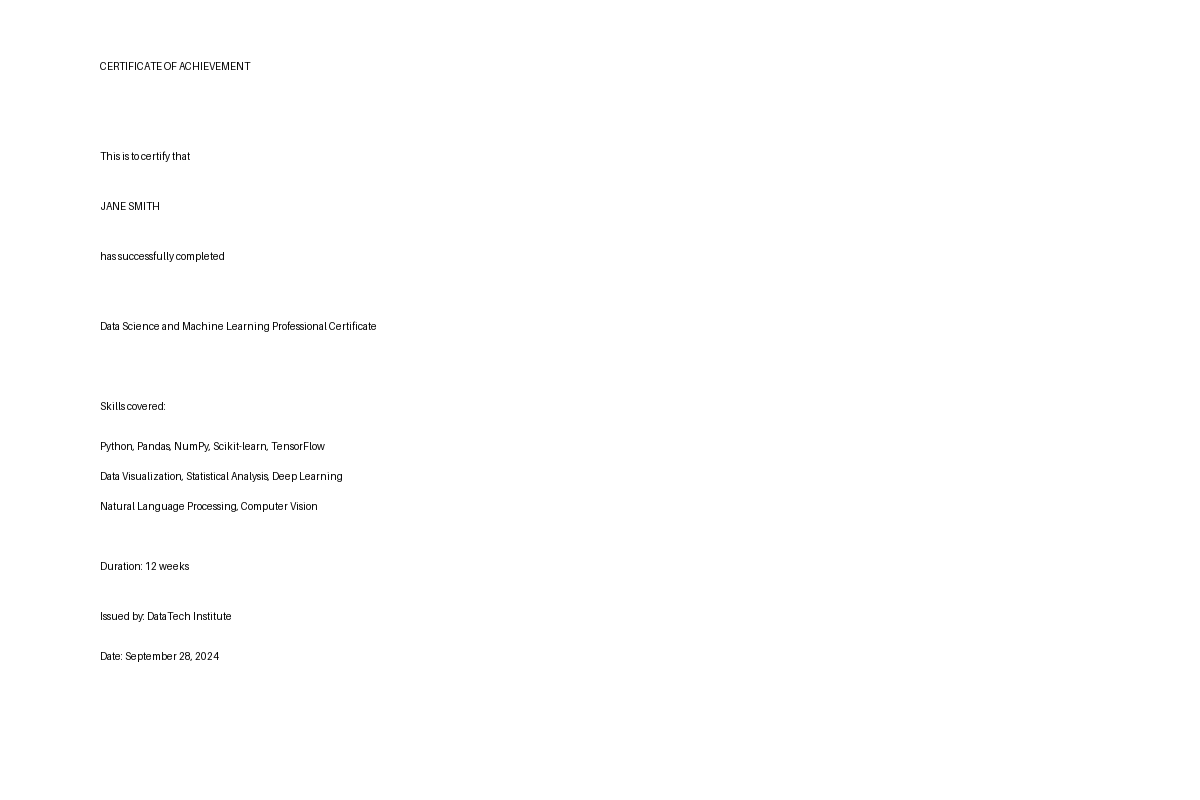 CERTIFICATE OF ACHIEVEMENT
This is to certify that
JANE SMITH
has successfully completed
Data Science and Machine Learning Professional Certificate
Skills covered:
Python, Pandas, NumPy, Scikit-learn, TensorFlow
Data Visualization, Statistical Analysis, Deep Learning
Natural Language Processing, Computer Vision
Duration: 12 weeks
Issued by: DataTech Institute
Date: September 28, 2024